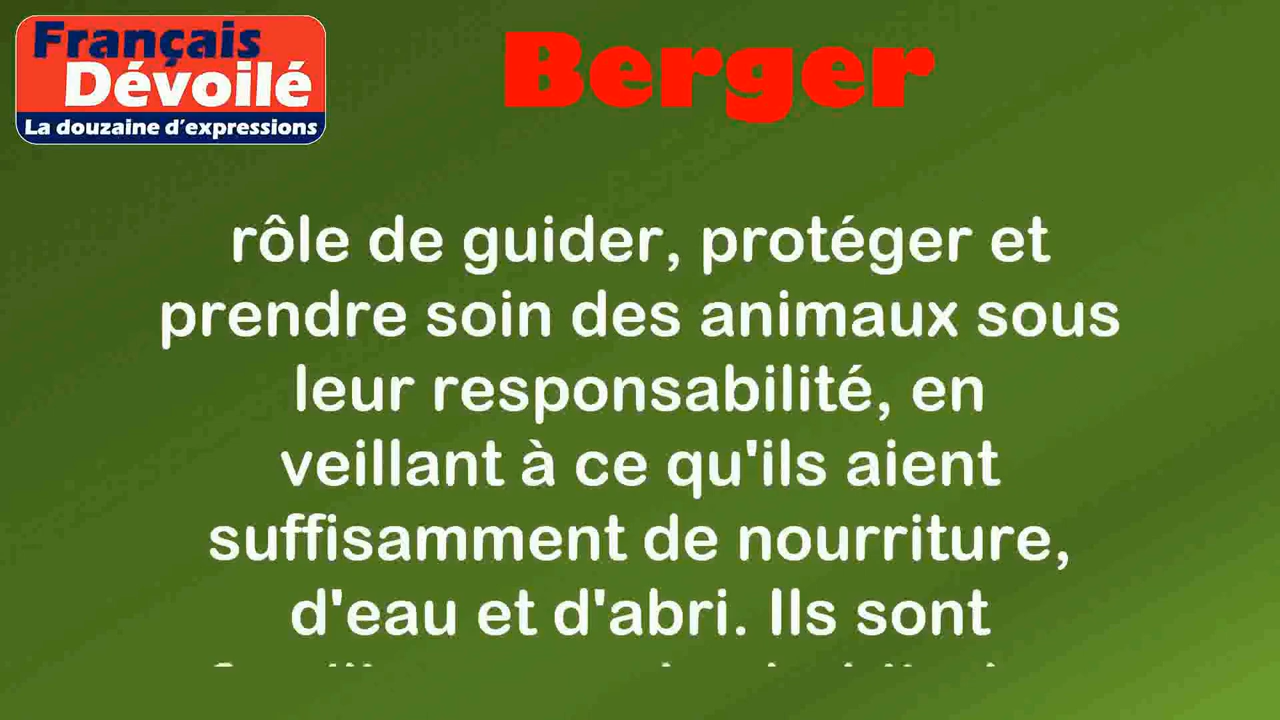 Français
Dévoilé
La douzaine d'expressions
Berger
rôle de guider, protéger et
prendre soin des animaux sous
leur responsabilité, en
veillant à ce qu'ils aient
suffisamment de nourriture,
d'eau et d'abri. Ils sont